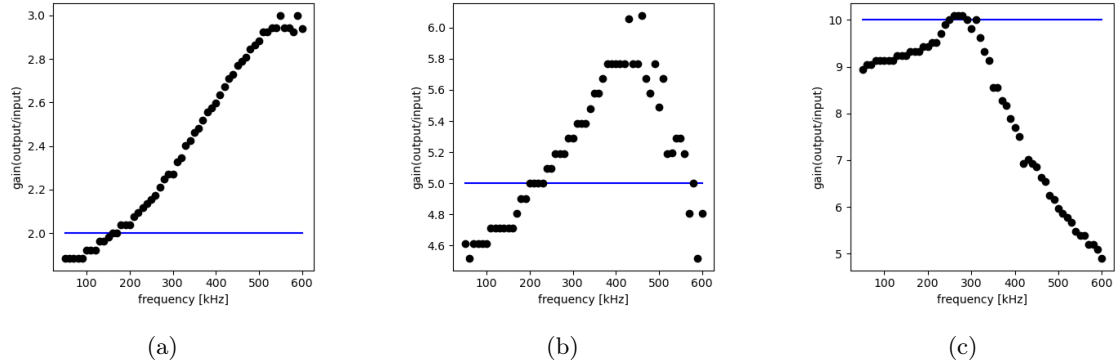 3.0
2.8
2.6
2.4
2.2
2.0
gain(output/input)
100 200 300 400 500 600
frequency [kHz]
(a)
6.0
5.8
5.6
5.4
5.2
5.0
4.8
4.6
gain(output/input)
100 200 300 400 500 600
frequency [kHz]
(b)
10
9
8
7
6
5
gain(output/input)
100 200 300 400 500 600
frequency [kHz]
(c)